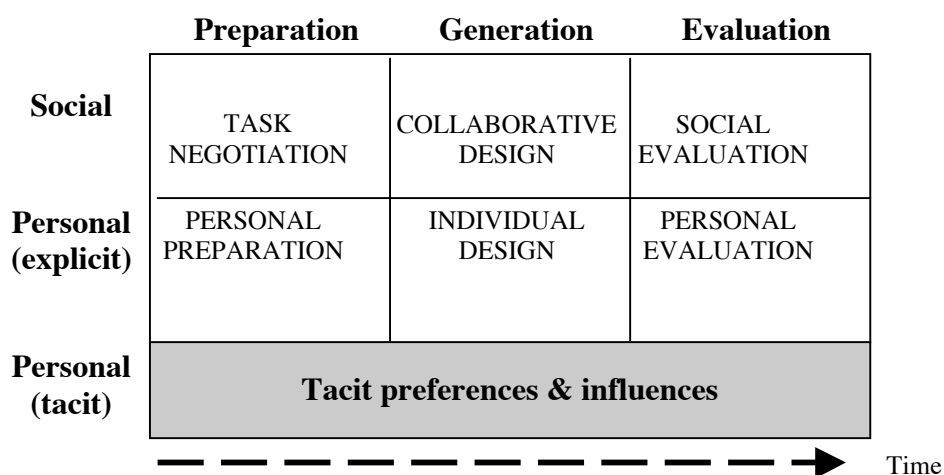 Preparation Generation Evaluation
Social
TASK COLLABORATIVE SOCIAL
NEGOTIATION DESIGN EVALUATION
Personal PERSONAL INDIVIDUAL PERSONAL
(explicit) PREPARATION DESIGN EVALUATION
Personal
(tacit)
Tacit preferences & influences
Time